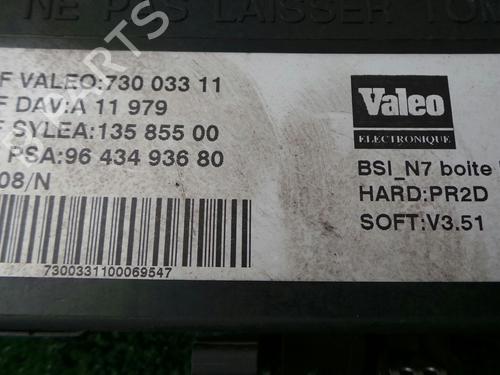 NE PAS LAISSER TOM
F VALEO:730 033 11
F DAV:A 11 979
F SYLEA:135 855 00
PSA:96 434 936 80
08/N
7300331100069547
Valeo
ELECTRONIQUE
BSI_N7 boite
HARD:PR2D
SOFT:V3.51